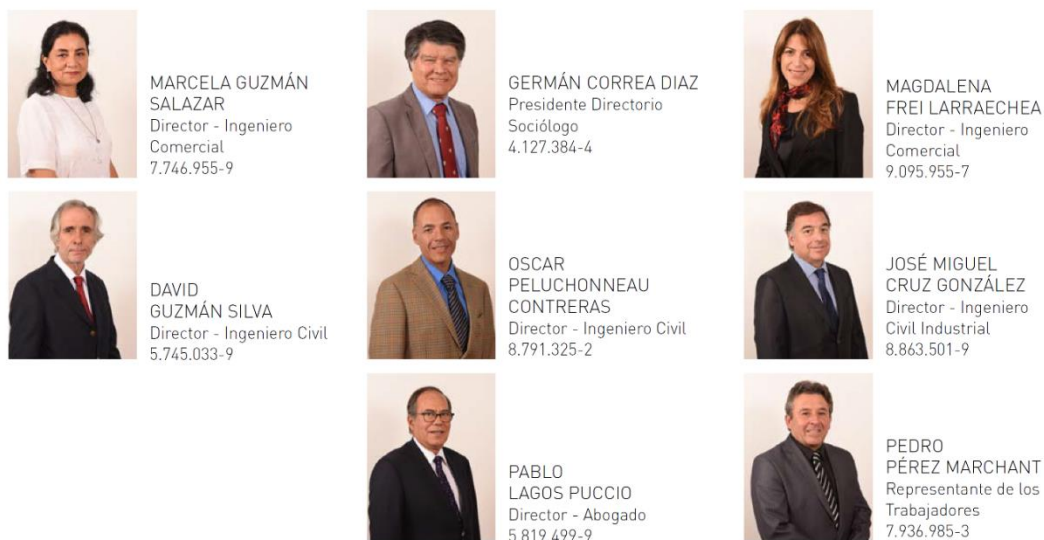 MARCELA GUZMÁN
SALAZAR
Director - Ingeniero
Comercial
7.746.955-9
GERMÁN CORREA DIAZ
Presidente Directorio
Sociólogo
4.127.384-4
MAGDALENA
FREI LARRAECHEA
Director - Ingeniero
Comercial
9.095.955-7
DAVID
GUZMÁN SILVA
Director - Ingeniero Civil
5.745.033-9
OSCAR
PELUCHONNEAU
CONTRERAS
Director - Ingeniero Civil
8.791.325-2
JOSÉ MIGUEL
CRUZ GONZÁLEZ
Director - Ingeniero
Civil Industrial
8.863.501-9
PABLO
LAGOS PUCCIO
Director - Abogado
5.819.499-9
PEDRO
PÉREZ MARCHANT
Representante de los
Trabajadores
7.936.985-3